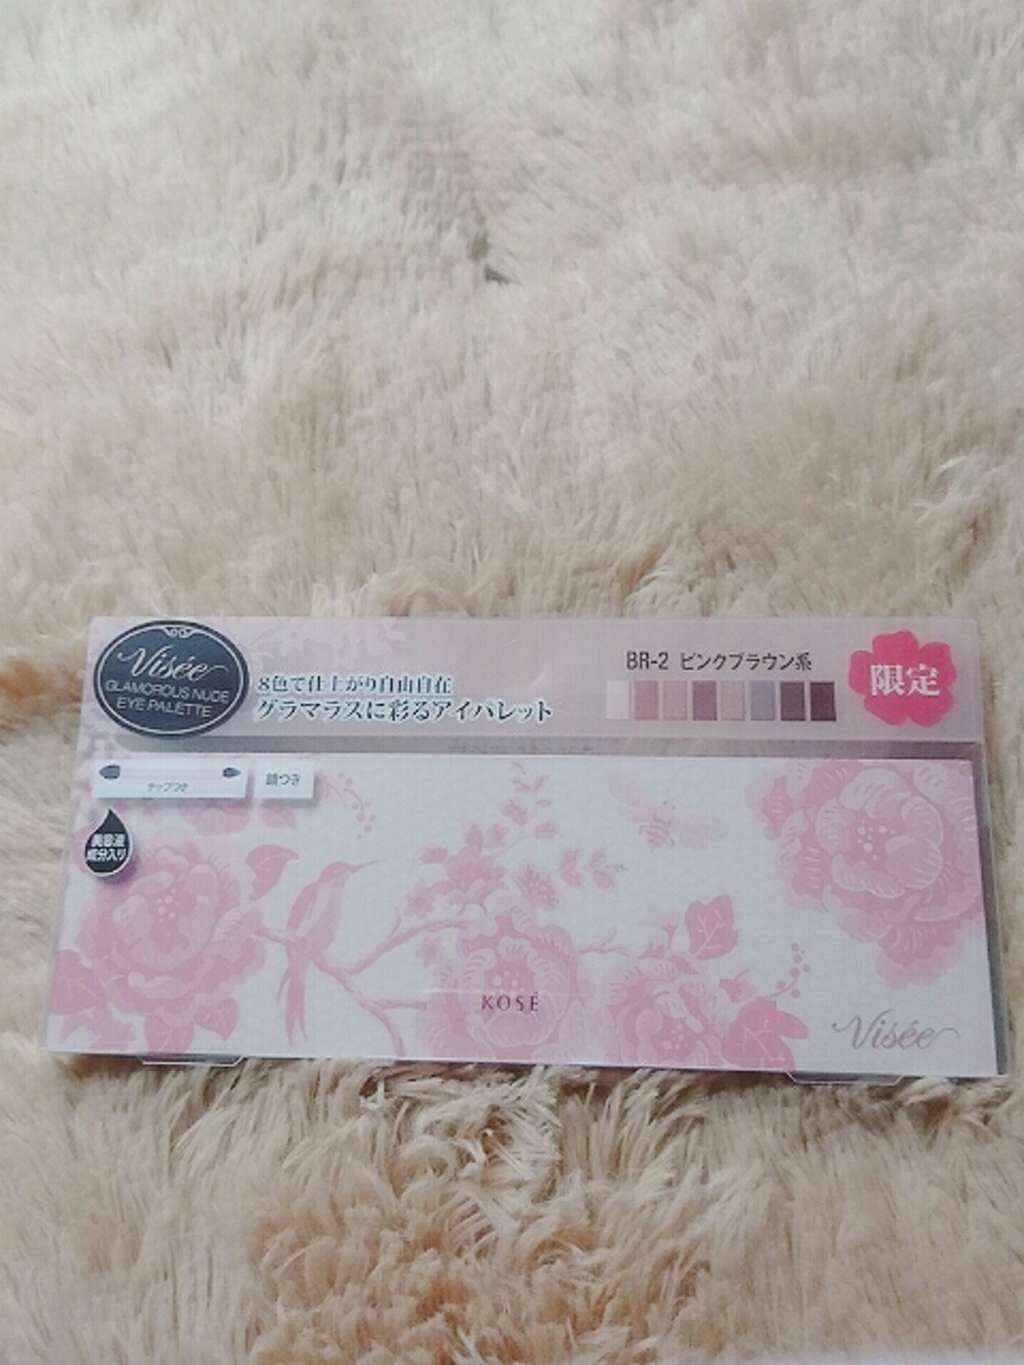 Visée
GLAMOROUS NUDE
EYE PALETTE
8色で仕上がり自由自在
グラマラスに彩るアイパレット
BR-2 ピンクブラウン系
限定
チップつき
鏡つき
美容液
成分入り
KOSÉ
Visée